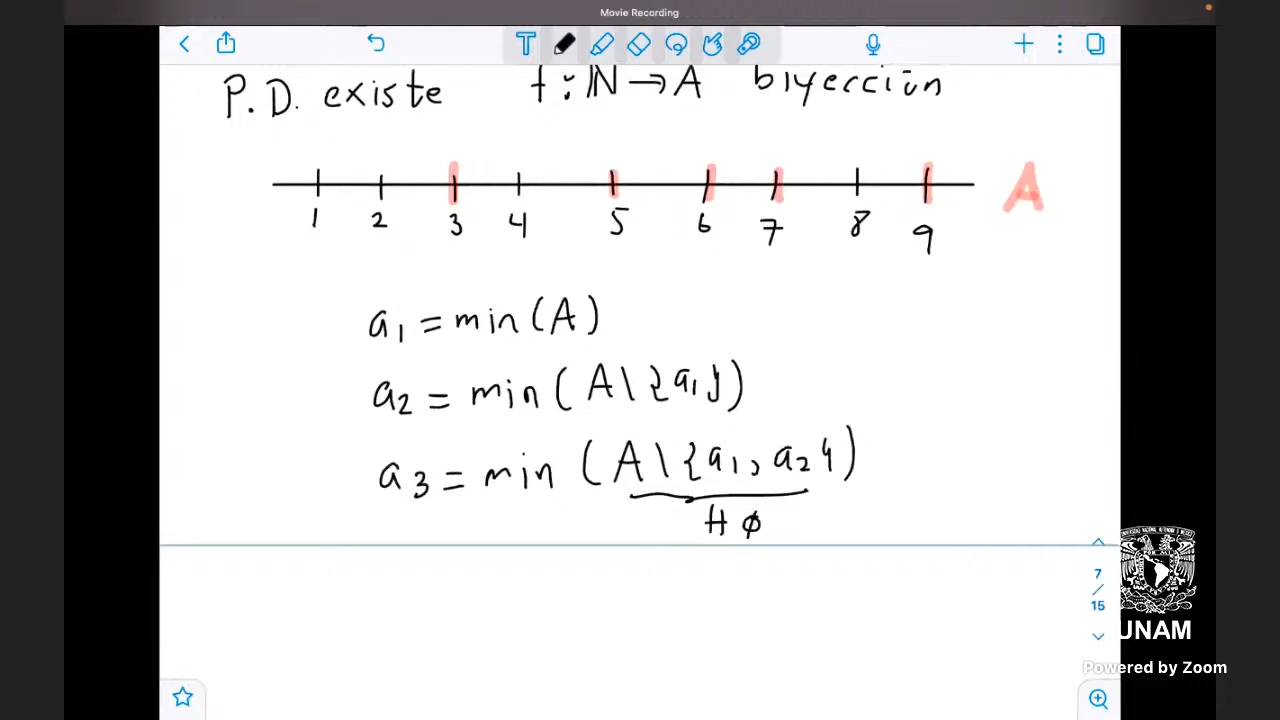 Movie Recording
P.D. existe f: ℕ → A biyección
1 2 3 4 5 6 7 8 9 A
a₁ = min(A)
a₂ = min(A\{a₁})
a₃ = min(A\{a₁, a₂})
≠ ∅
7
/
15
UNAM
Powered by Zoom